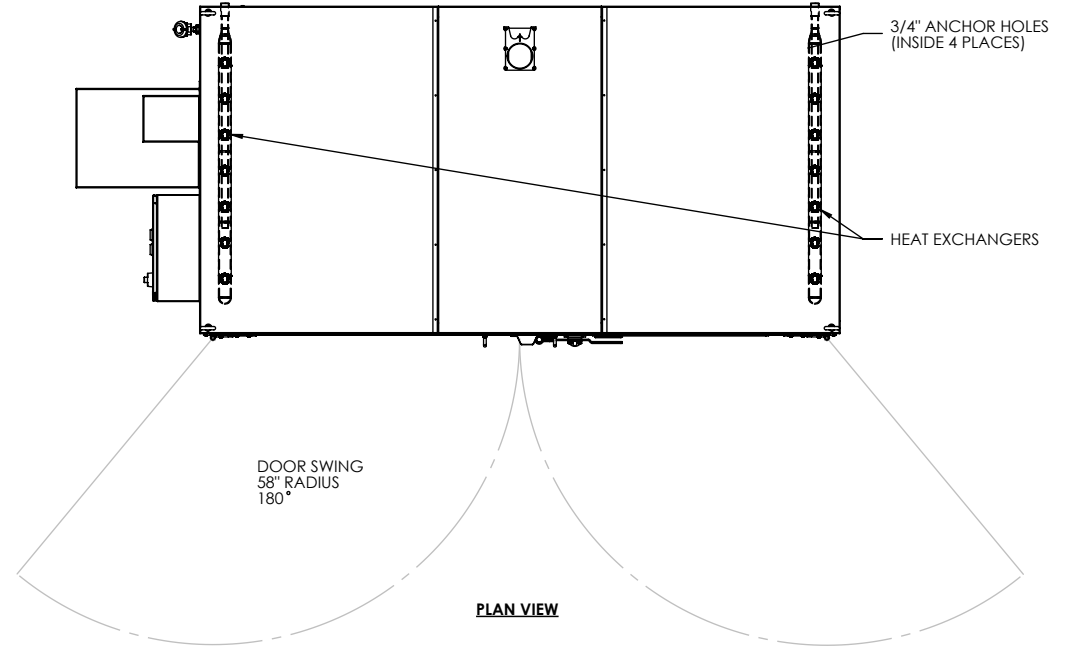 3/4" ANCHOR HOLES
(INSIDE 4 PLACES)
HEAT EXCHANGERS
DOOR SWING
58" RADIUS
180°
PLAN VIEW